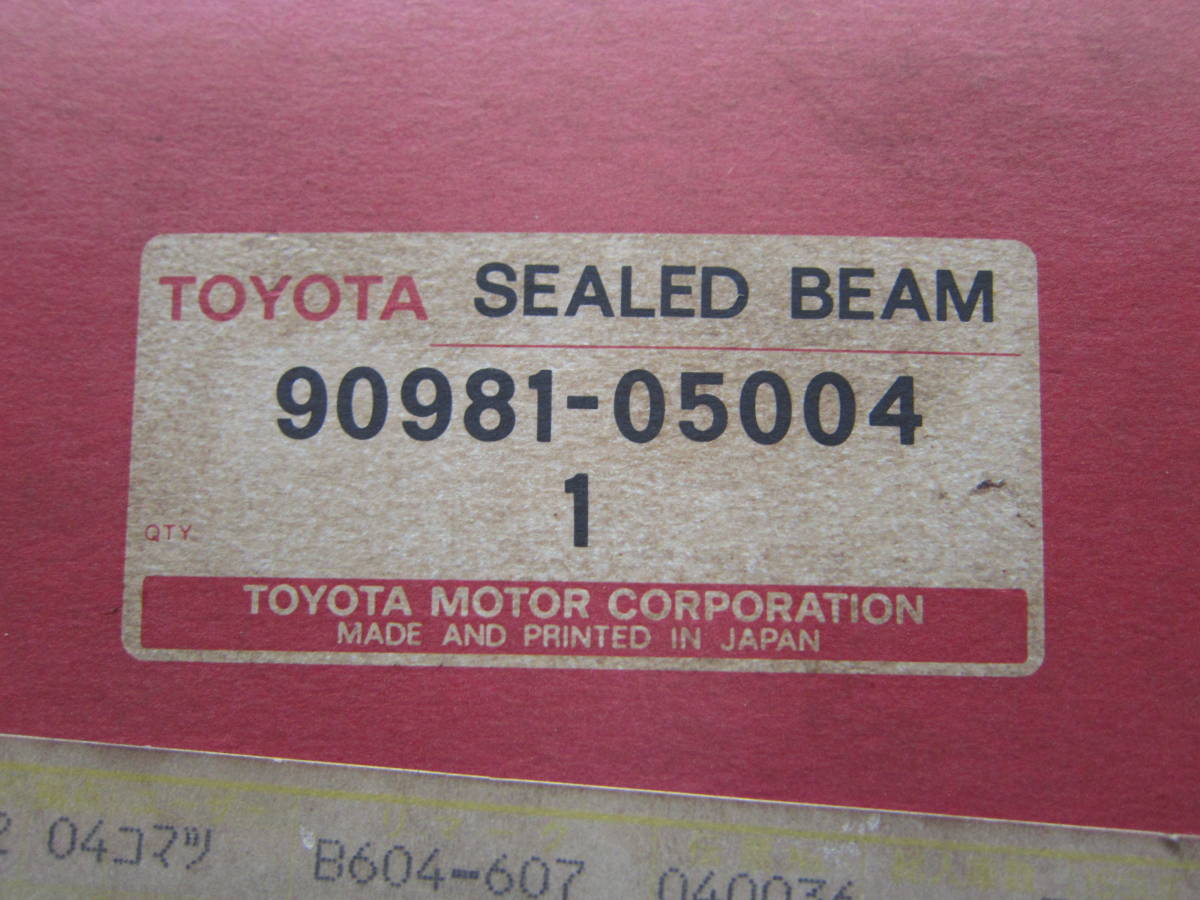 TOYOTA SEALED BEAM
90981-05004
1
QTY
TOYOTA MOTOR CORPORATION
MADE AND PRINTED IN JAPAN
04コマツ B604-607 040036